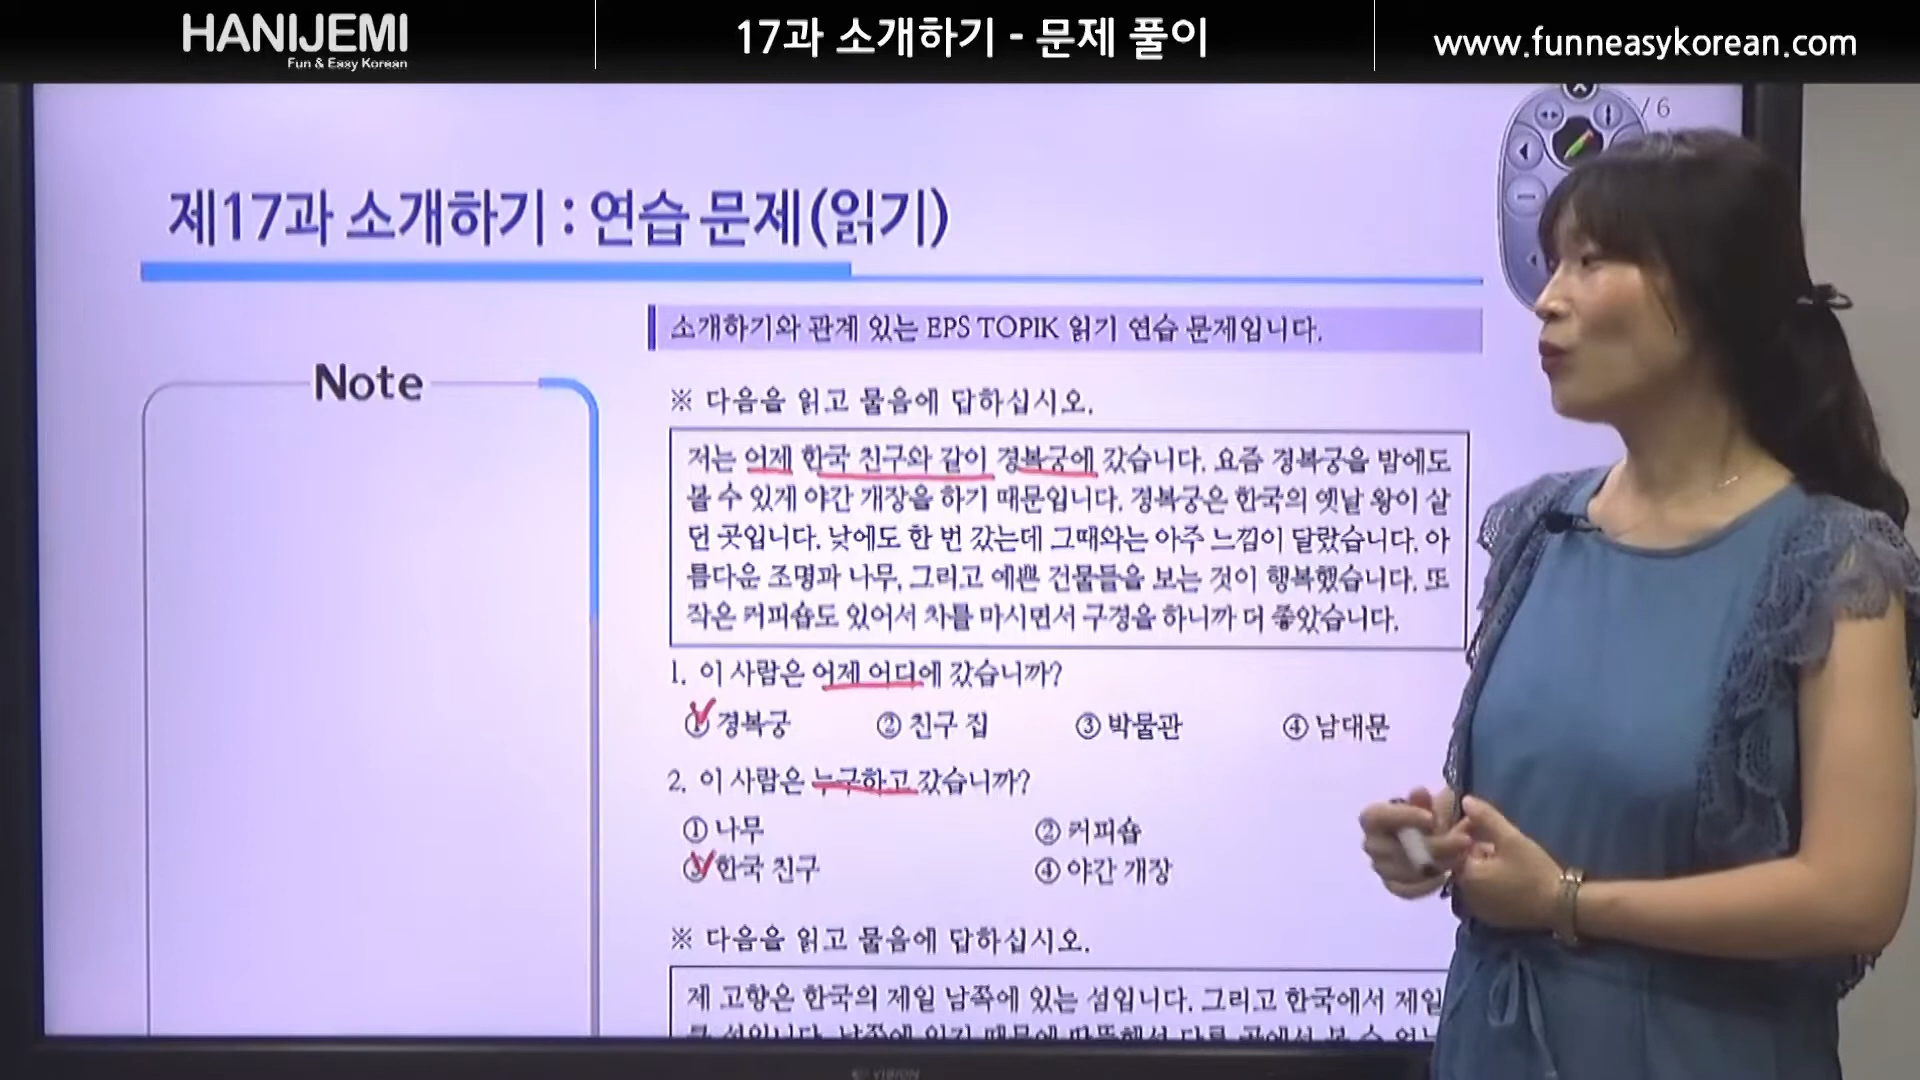 HANIJEMI
Fun & Easy Korean
17과 소개하기 - 문제 풀이
www.funneasykorean.com
/ 6
제17과 소개하기 : 연습 문제(읽기)
Note
소개하기와 관계 있는 EPS TOPIK 읽기 연습 문제입니다.
※ 다음을 읽고 물음에 답하십시오.
저는 어제 한국 친구와 같이 경복궁에 갔습니다. 요즘 경복궁을 밤에도
볼 수 있게 야간 개장을 하기 때문입니다. 경복궁은 한국의 옛날 왕이 살
던 곳입니다. 낮에도 한 번 갔는데 그때와는 아주 느낌이 달랐습니다. 아
름다운 조명과 나무, 그리고 예쁜 건물들을 보는 것이 행복했습니다. 또
작은 커피숍도 있어서 차를 마시면서 구경을 하니까 더 좋았습니다.
1. 이 사람은 어제 어디에 갔습니까?
① 경복궁 ② 친구 집 ③ 박물관 ④ 남대문
2. 이 사람은 누구하고 갔습니까?
① 나무 ② 커피숍
③ 한국 친구 ④ 야간 개장
※ 다음을 읽고 물음에 답하십시오.
제 고향은 한국의 제일 남쪽에 있는 섬입니다. 그리고 한국에서 제일